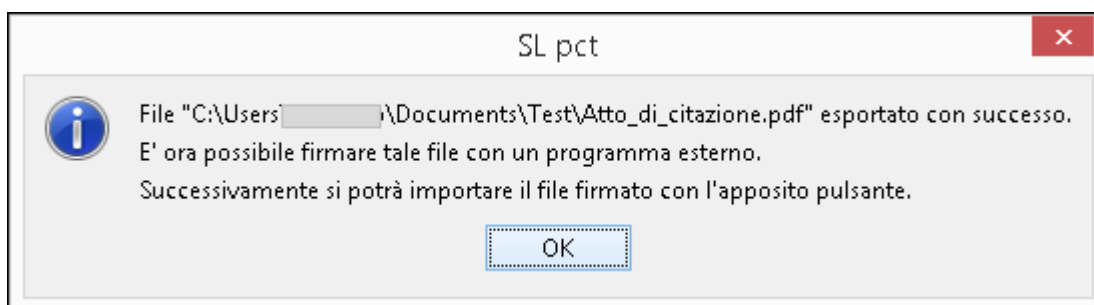 SL pct
File "C:\Users\ \Documents\Test\Atto_di_citazione.pdf" esportato con successo.
E' ora possibile firmare tale file con un programma esterno.
Successivamente si potrà importare il file firmato con l'apposito pulsante.
OK